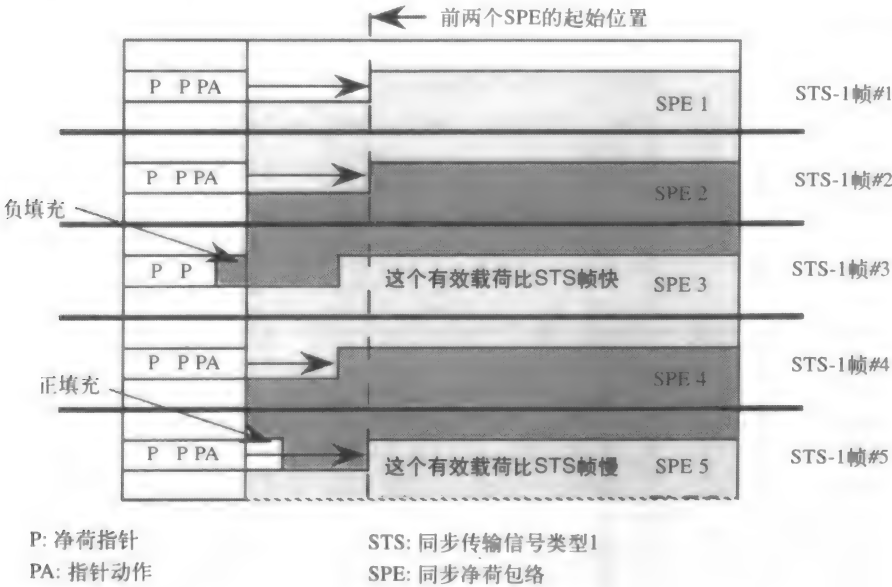 前两个SPE的起始位置
P P PA
SPE 1
STS-1帧#1
P P PA
SPE 2
STS-1帧#2
负填充
P P
这个有效载荷比STS帧快
SPE 3
STS-1帧#3
P P PA
SPE 4
STS-1帧#4
正填充
P P PA
这个有效载荷比STS帧慢
SPE 5
STS-1帧#5
P: 净荷指针
STS: 同步传输信号类型1
PA: 指针动作
SPE: 同步净荷包络